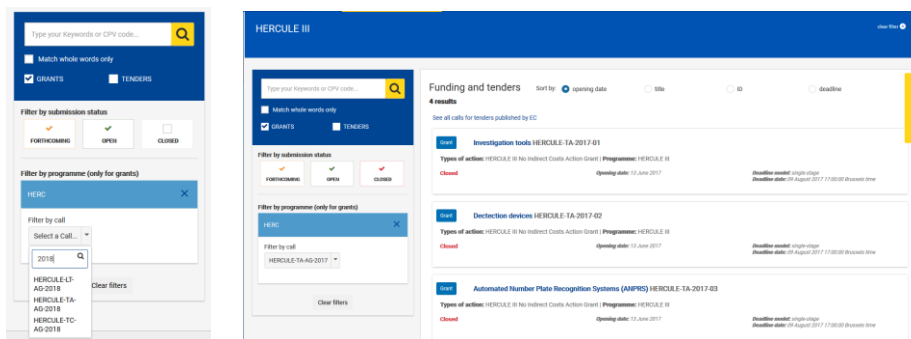 Type your Keywords or CPV code...
Match whole words only
GRANTS
TENDERS
Filter by submission status
FORTHCOMING
OPEN
CLOSED
Filter by programme (only for grants)
HERC
Filter by call
Select a Call...
2018
HERCULE-LT-
AG-2018
HERCULE-TA-
AG-2018
HERCULE-TC-
AG-2018
Clear filters
HERCULE III
clear filter
Type your Keywords or CPV code...
Match whole words only
GRANTS
TENDERS
Filter by submission status
FORTHCOMING
OPEN
CLOSED
Filter by programme (only for grants)
HERC
Filter by call
HERCULE-TA-AG-2017
Clear filters
Funding and tenders
Sort by: opening date title ID deadline
4 results
See all calls for tenders published by EC
Grant Investigation tools HERCULE-TA-2017-01
Types of action: HERCULE III No Indirect Costs Action Grant | Programme: HERCULE III
Closed Opening date: 13 June 2017 Deadline model: single-stage
Deadline date: 09 August 2017 17:00:00 Brussels time
Grant Dectection devices HERCULE-TA-2017-02
Types of action: HERCULE III No Indirect Costs Action Grant | Programme: HERCULE III
Closed Opening date: 13 June 2017 Deadline model: single-stage
Deadline date: 09 August 2017 17:00:00 Brussels time
Grant Automated Number Plate Recognition Systems (ANPRS) HERCULE-TA-2017-03
Types of action: HERCULE III No Indirect Costs Action Grant | Programme: HERCULE III
Closed Opening date: 13 June 2017 Deadline model: single-stage
Deadline date: 09 August 2017 17:00:00 Brussels time